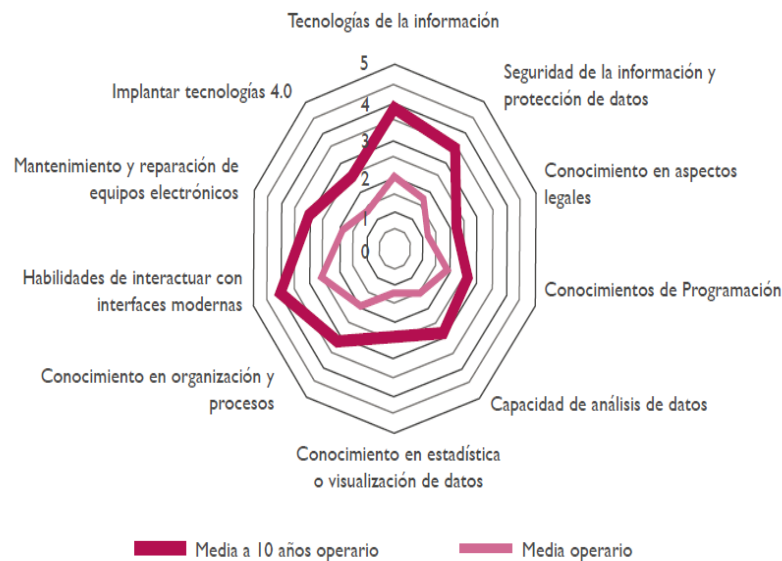 Tecnologías de la información
5
Seguridad de la información y
protección de datos
Implantar tecnologías 4.0
4
3
Mantenimiento y reparación de
equipos electrónicos
Conocimiento en aspectos
legales
2
1
0
Habilidades de interactuar con
interfaces modernas
Conocimientos de Programación
Conocimiento en organización y
procesos
Capacidad de análisis de datos
Conocimiento en estadística
o visualización de datos
Media a 10 años operario
Media operario